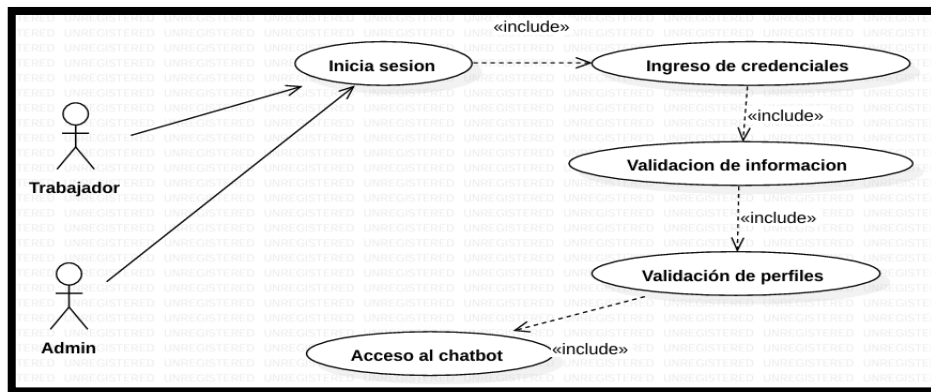 «include»
Inicia sesion
Ingreso de credenciales
«include»
Trabajador
Validacion de informacion
«include»
Validación de perfiles
Admin
Acceso al chatbot
«include»
UNREGISTERED